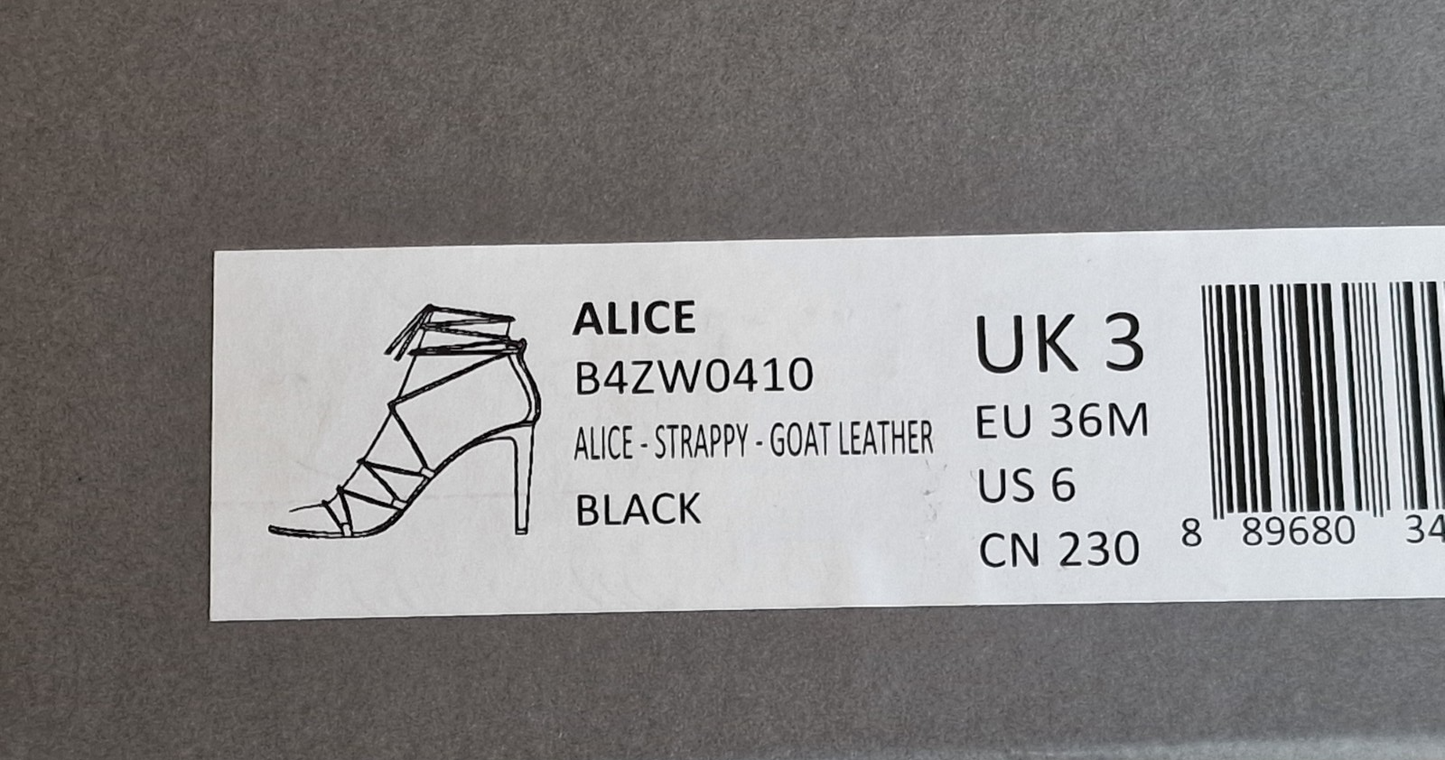 ALICE
B4ZW0410
ALICE - STRAPPY - GOAT LEATHER
BLACK
UK 3
EU 36M
US 6
CN 230
8 89680 34